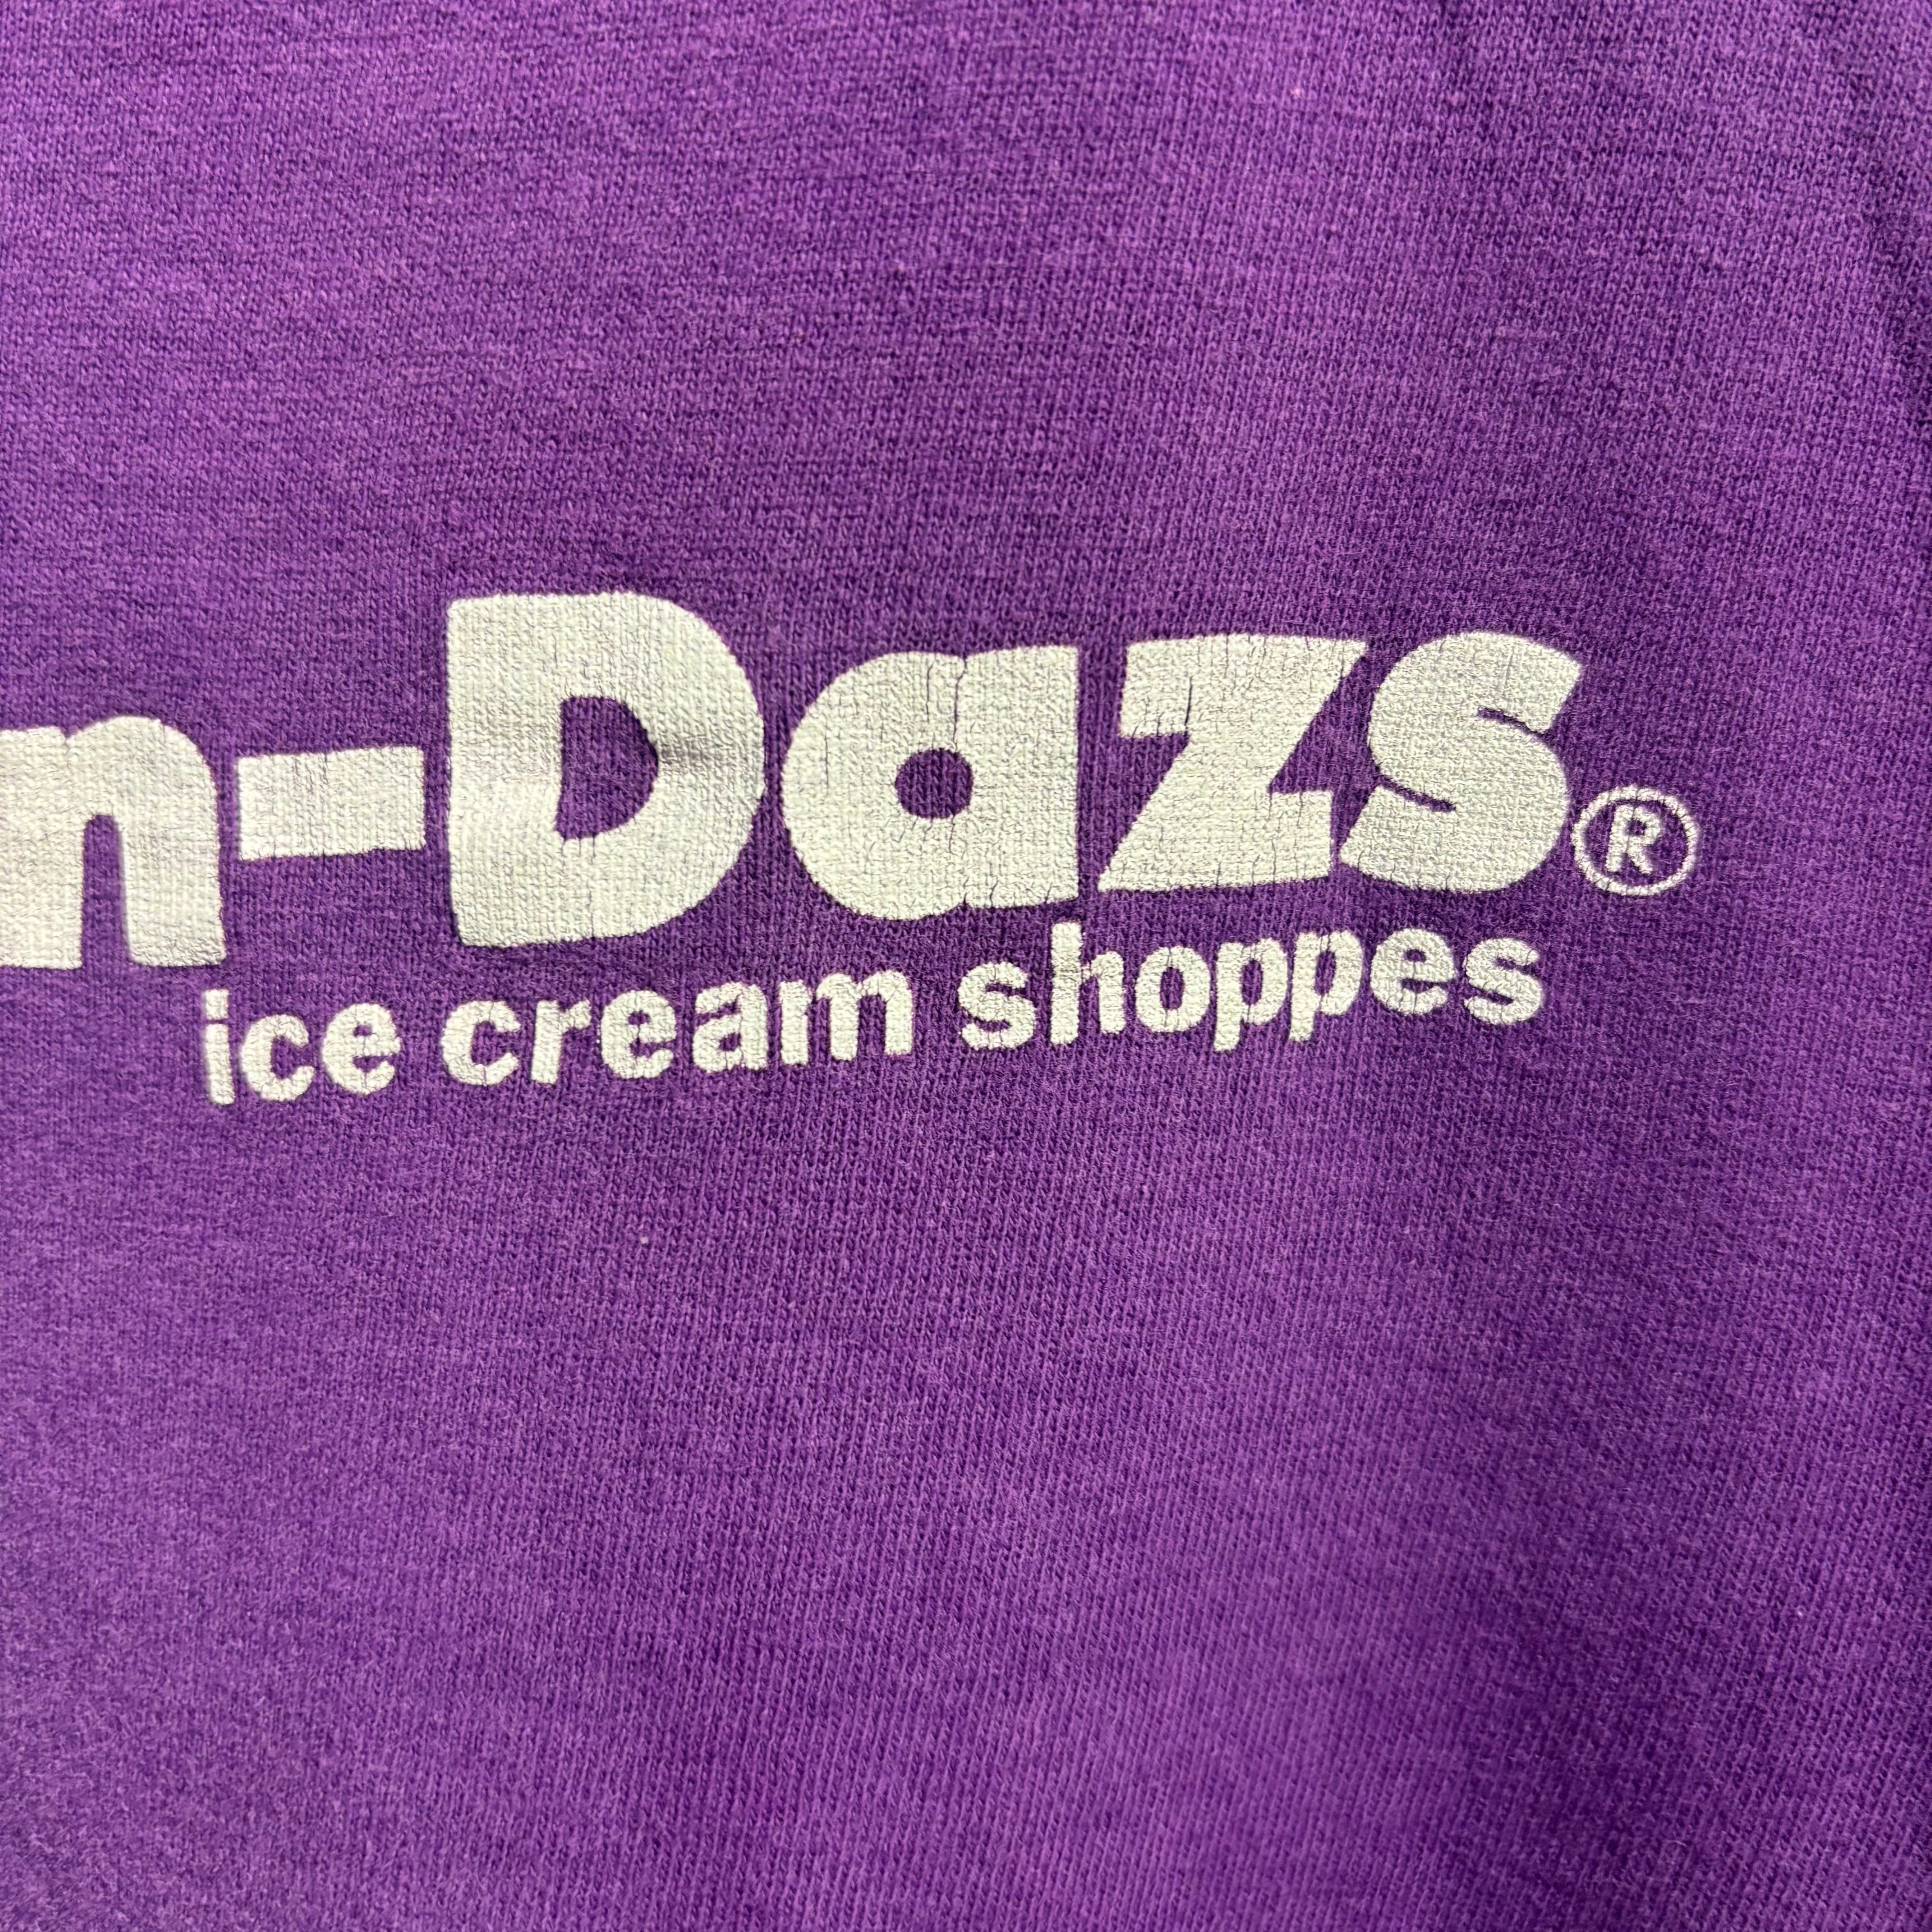 n-Dazs®
ice cream shoppes